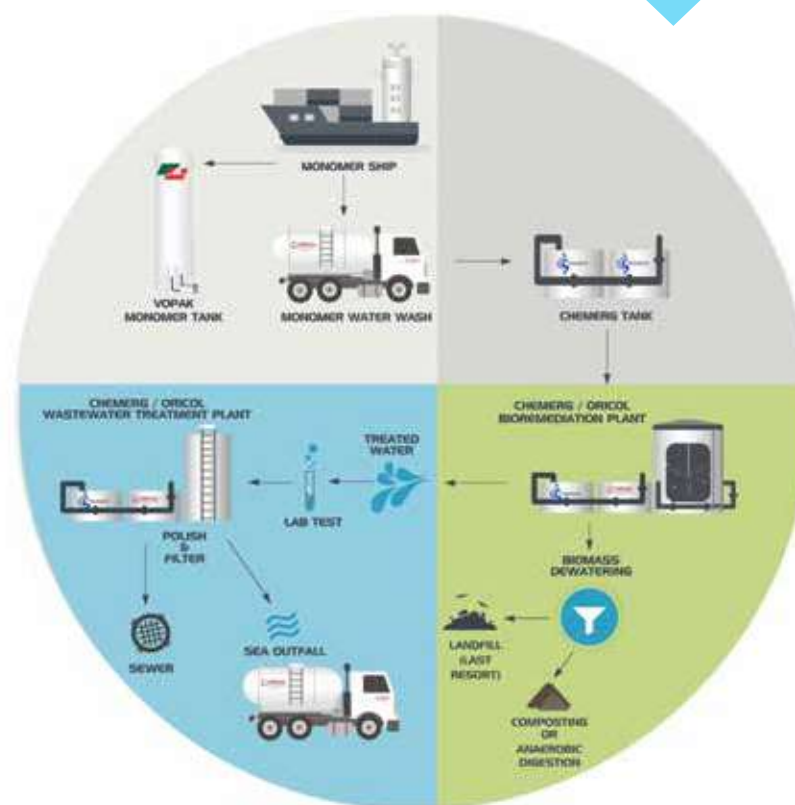 MONOMER SHIP
VOPAK
MONOMER TANK
MONOMER WATER WASH
CHEMERG TANK
CHEMERG / ORICOL
WASTEWATER TREATMENT PLANT
CHEMERG / ORICOL
BIOREMEDIATION PLANT
TREATED
WATER
LAB TEST
POLISH
&
FILTER
SEWER
SEA OUTFALL
BIOMASS
DEWATERING
LANDFILL
(LAST
RESORT)
COMPOSTING
OR
ANAEROBIC
DIGESTION